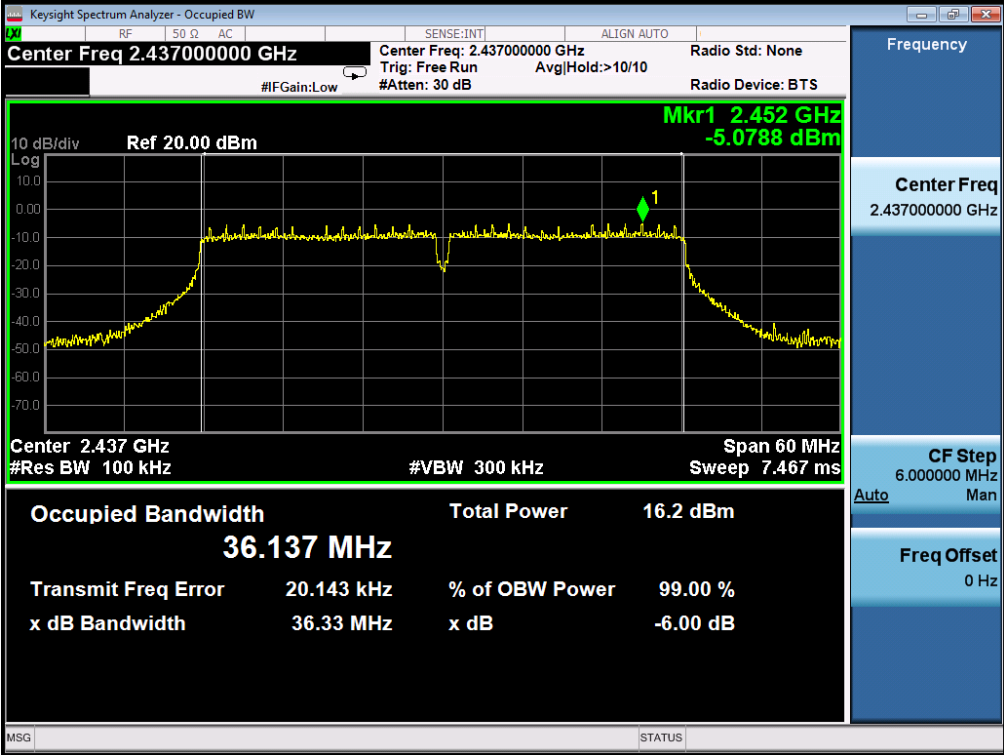 Keysight Spectrum Analyzer - Occupied BW
LXI RF 50 Ω AC SENSE:INT ALIGN AUTO
Center Freq 2.437000000 GHz
#IFGain:Low
Center Freq: 2.437000000 GHz
Trig: Free Run Avg|Hold:>10/10
#Atten: 30 dB
Radio Std: None
Radio Device: BTS
Mkr1 2.452 GHz
-5.0788 dBm
10 dB/div Ref 20.00 dBm
Log
10.0
0.00
-10.0
-20.0
-30.0
-40.0
-50.0
-60.0
-70.0
1
Center 2.437 GHz Span 60 MHz
#Res BW 100 kHz #VBW 300 kHz Sweep 7.467 ms
Occupied Bandwidth Total Power 16.2 dBm
36.137 MHz
Transmit Freq Error 20.143 kHz % of OBW Power 99.00 %
x dB Bandwidth 36.33 MHz x dB -6.00 dB
Frequency
Center Freq
2.437000000 GHz
CF Step
6.000000 MHz
Auto Man
Freq Offset
0 Hz
MSG STATUS